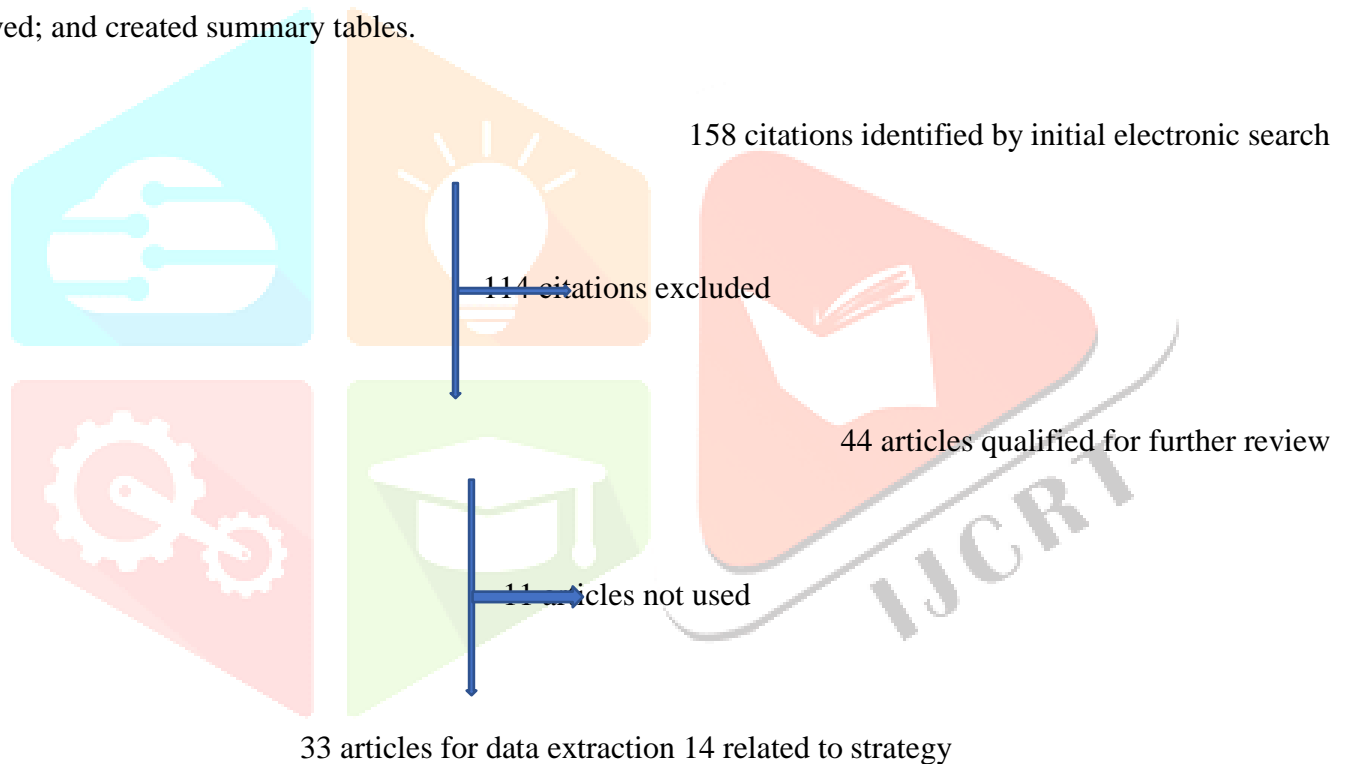 ved; and created summary tables.
158 citations identified by initial electronic search
114 citations excluded
44 articles qualified for further review
11 articles not used
IJCRT
33 articles for data extraction 14 related to strategy